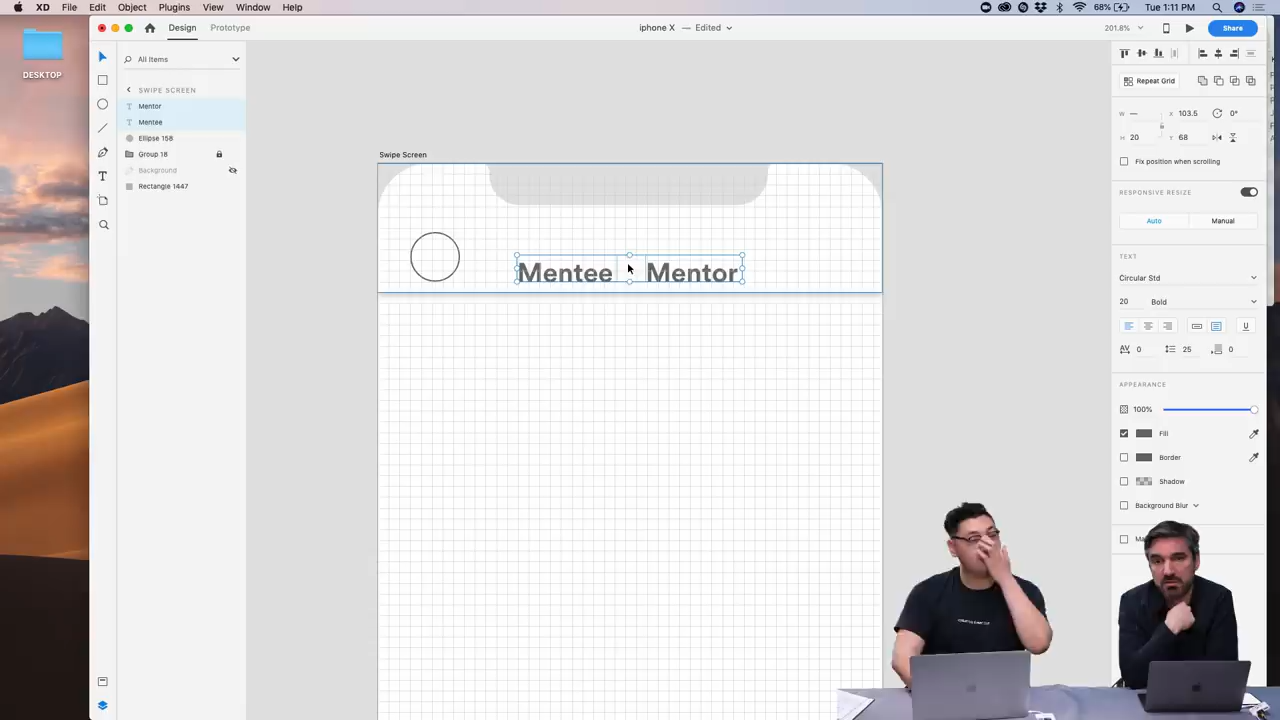 XD File Edit Object Plugins View Window Help
68% Tue 1:11 PM
Design Prototype
iphone X — Edited
201.8%
Share
DESKTOP
All Items
SWIPE SCREEN
Mentor
Mentee
Ellipse 158
Group 18
Background
Rectangle 1447
Swipe Screen
Mentee Mentor
Repeat Grid
W — X 103.5 0°
H 20 Y 68
Fix position when scrolling
RESPONSIVE RESIZE
Auto Manual
TEXT
Circular Std
20 Bold
U
AV 0 25 0
APPEARANCE
100%
Fill
Border
Shadow
Background Blur